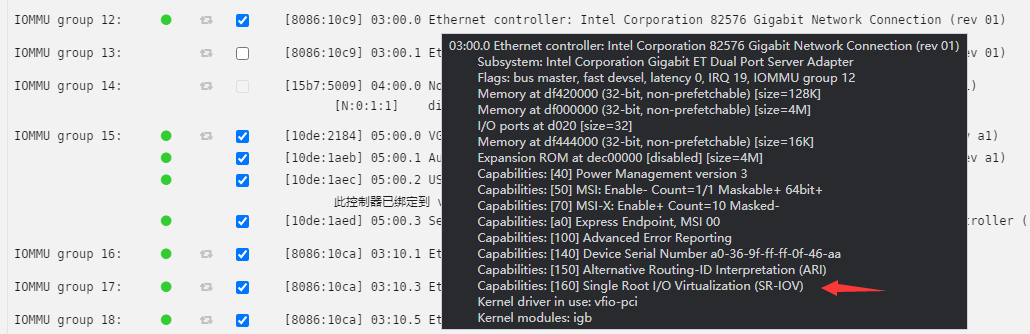 IOMMU group 12: [8086:10c9] 03:00.0 Ethernet controller: Intel Corporation 82576 Gigabit Network Connection (rev 01)
IOMMU group 13: [8086:10c9] 03:00.1 Et rev 01)
IOMMU group 14: [15b7:5009] 04:00.0 No
[N:0:1:1] di
IOMMU group 15: [10de:2184] 05:00.0 VG ev a1)
[10de:1aeb] 05:00.1 Au ev a1)
[10de:1aec] 05:00.2 US
此控制器已绑定到 v
[10de:1aed] 05:00.3 Se ontroller (
IOMMU group 16: [8086:10ca] 03:10.1 Et
IOMMU group 17: [8086:10ca] 03:10.3 Et
IOMMU group 18: [8086:10ca] 03:10.5 Et
03:00.0 Ethernet controller: Intel Corporation 82576 Gigabit Network Connection (rev 01)
Subsystem: Intel Corporation Gigabit ET Dual Port Server Adapter
Flags: bus master, fast devsel, latency 0, IRQ 19, IOMMU group 12
Memory at df420000 (32-bit, non-prefetchable) [size=128K]
Memory at df000000 (32-bit, non-prefetchable) [size=4M]
I/O ports at d020 [size=32]
Memory at df444000 (32-bit, non-prefetchable) [size=16K]
Expansion ROM at dec00000 [disabled] [size=4M]
Capabilities: [40] Power Management version 3
Capabilities: [50] MSI: Enable- Count=1/1 Maskable+ 64bit+
Capabilities: [70] MSI-X: Enable+ Count=10 Masked-
Capabilities: [a0] Express Endpoint, MSI 00
Capabilities: [100] Advanced Error Reporting
Capabilities: [140] Device Serial Number a0-36-9f-ff-ff-0f-46-aa
Capabilities: [150] Alternative Routing-ID Interpretation (ARI)
Capabilities: [160] Single Root I/O Virtualization (SR-IOV)
Kernel driver in use: vfio-pci
Kernel modules: igb